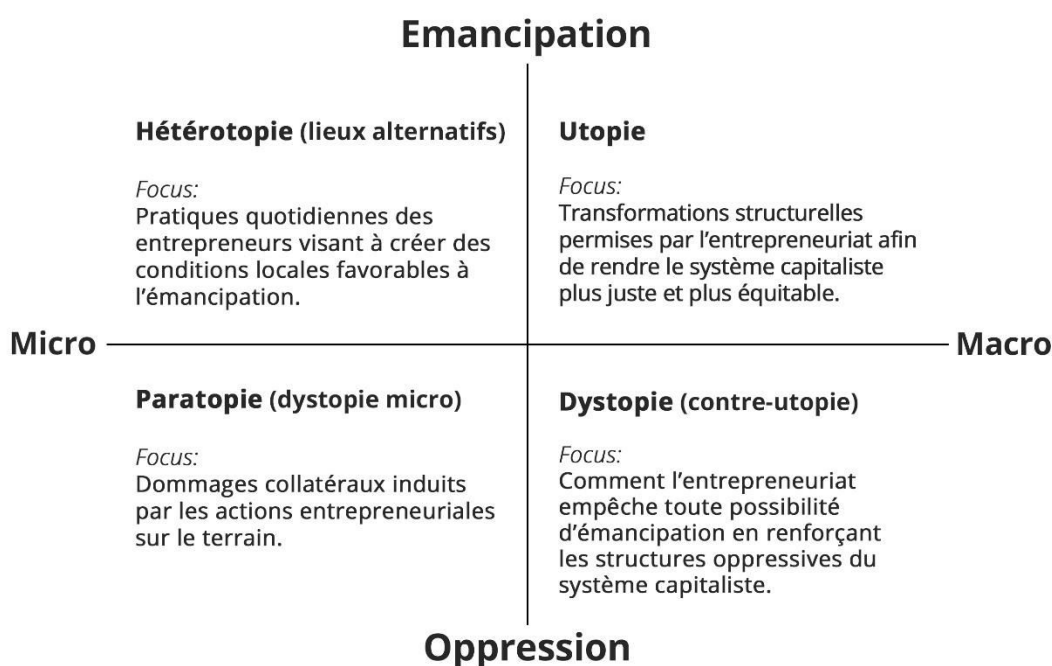 Emancipation
Hétérotopie (lieux alternatifs)
Focus:
Pratiques quotidiennes des
entrepreneurs visant à créer des
conditions locales favorables à
l’émancipation.
Utopie
Focus:
Transformations structurelles
permises par l’entrepreneuriat afin
de rendre le système capitaliste
plus juste et plus équitable.
Micro
Macro
Paratopie (dystopie micro)
Focus:
Dommages collatéraux induits
par les actions entrepreneuriales
sur le terrain.
Dystopie (contre-utopie)
Focus:
Comment l’entrepreneuriat
empêche toute possibilité
d’émancipation en renforçant
les structures oppressives du
système capitaliste.
Oppression